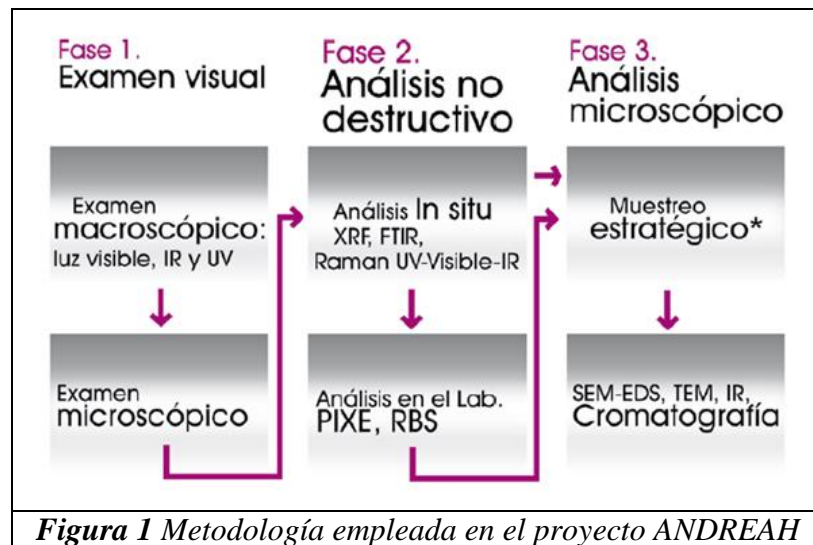 Fase 1.
Examen visual
Fase 2.
Análisis no
destructivo
Fase 3.
Análisis
microscópico
Examen
macroscópico:
luz visible, IR y UV
Análisis In situ
XRF, FTIR,
Raman UV-Visible-IR
Muestreo
estratégico*
Examen
microscópico
Análisis en el Lab.
PIXE, RBS
SEM-EDS, TEM, IR,
Cromatografía
Figura 1 Metodología empleada en el proyecto ANDREAH